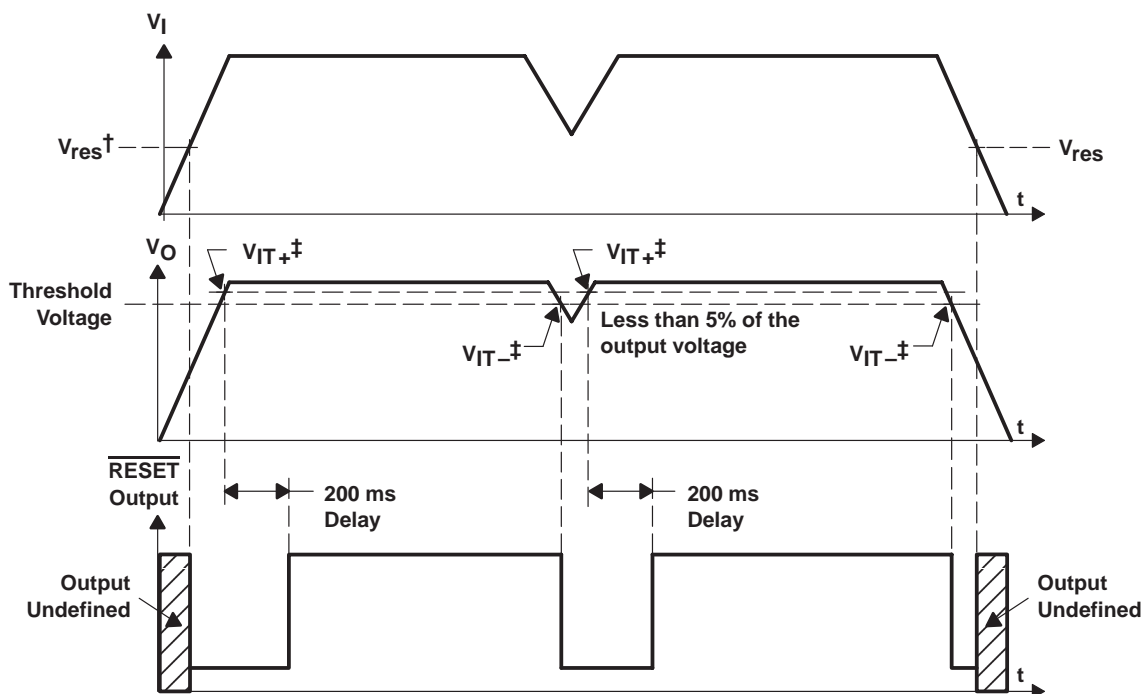 VI
Vres†
Vres
t
VO
VIT+‡
VIT+‡
Threshold
Voltage
Less than 5% of the
output voltage
VIT–‡
VIT–‡
t
RESET
Output
200 ms
Delay
200 ms
Delay
Output
Undefined
Output
Undefined
t